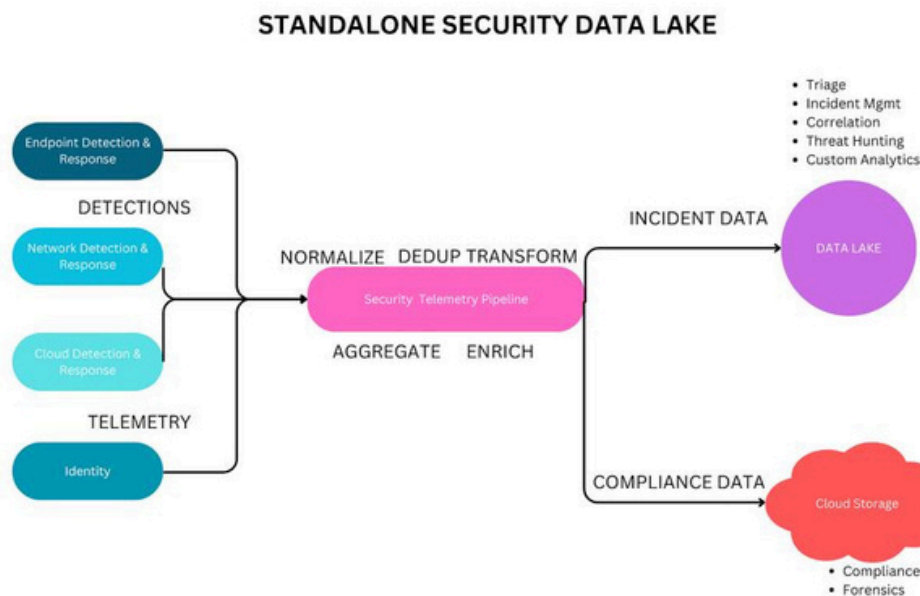 STANDALONE SECURITY DATA LAKE
• Triage
• Incident Mgmt
• Correlation
• Threat Hunting
• Custom Analytics
Endpoint Detection &
Response
DETECTIONS
Network Detection &
Response
Cloud Detection &
Response
TELEMETRY
Identity
NORMALIZE DEDUP TRANSFORM
Security Telemetry Pipeline
AGGREGATE ENRICH
INCIDENT DATA
DATA LAKE
COMPLIANCE DATA
Cloud Storage
• Compliance
• Forensics